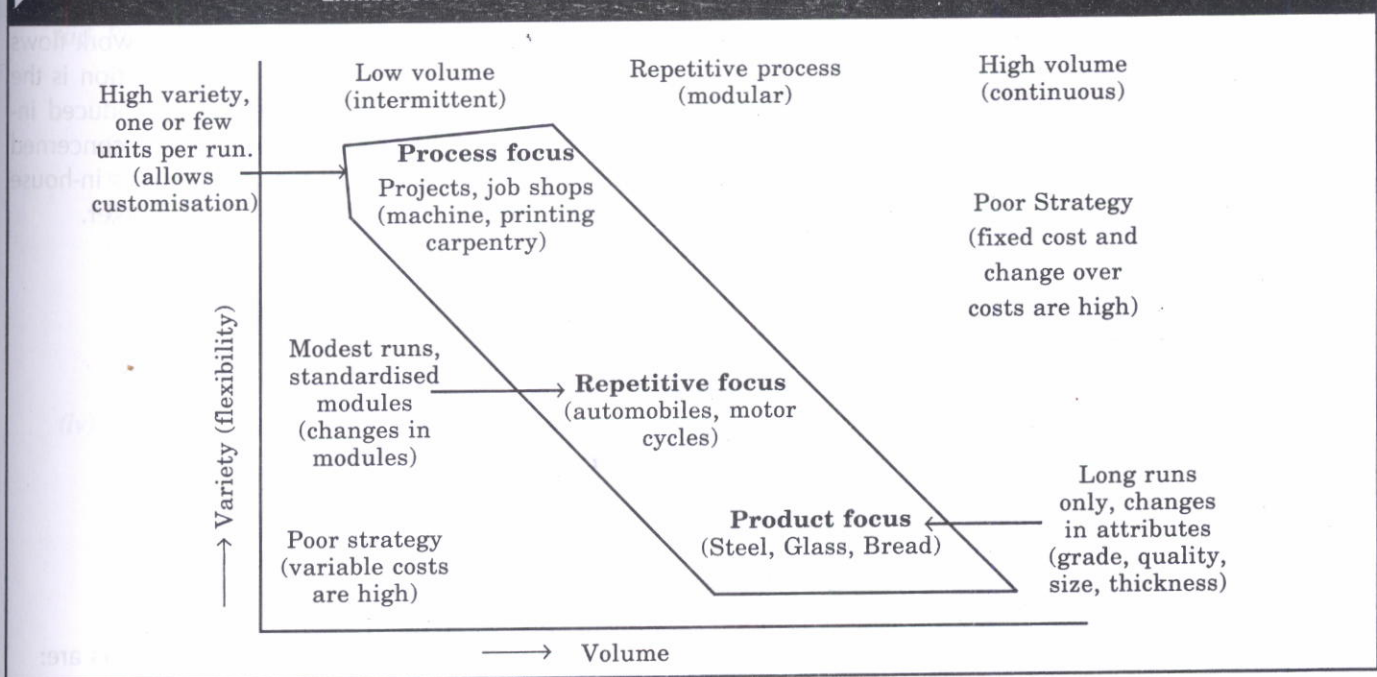 Low volume
(intermittent)
Repetitive process
(modular)
High volume
(continuous)
High variety,
one or few
units per run.
(allows
customisation)
Process focus
Projects, job shops
(machine, printing
carpentry)
Poor Strategy
(fixed cost and
change over
costs are high)
Variety (flexibility)
Modest runs,
standardised
modules
(changes in
modules)
Repetitive focus
(automobiles, motor
cycles)
Long runs
only, changes
in attributes
(grade, quality,
size, thickness)
Product focus
(Steel, Glass, Bread)
Poor strategy
(variable costs
are high)
Volume